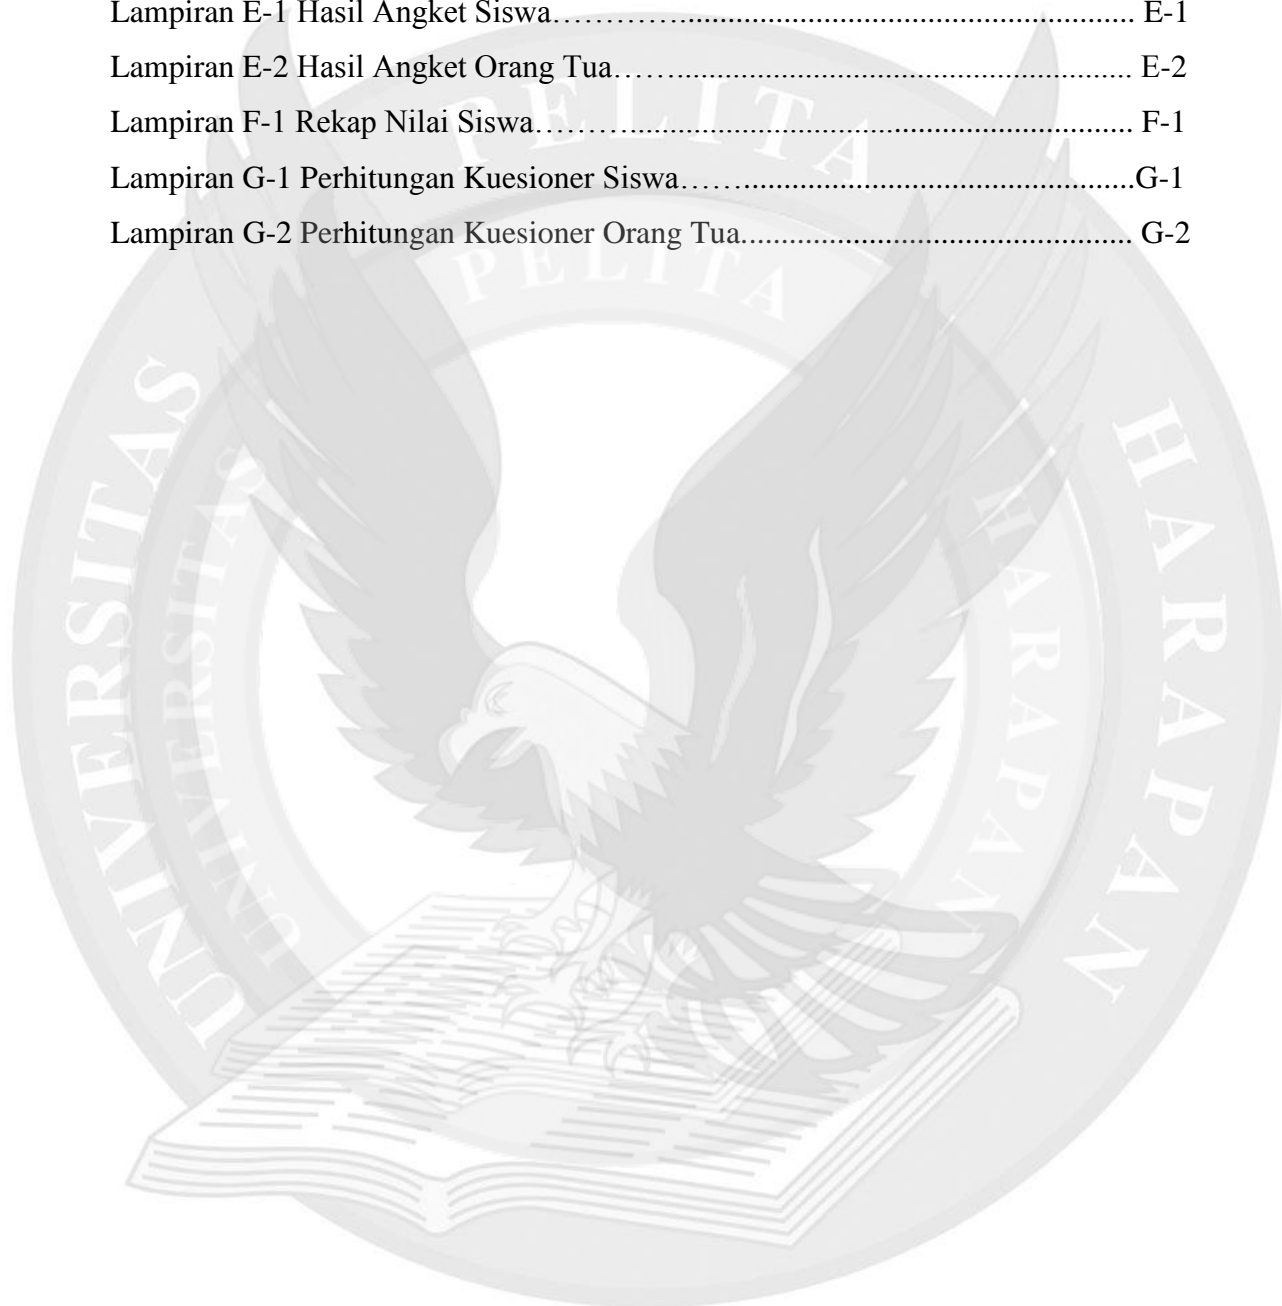 Lampiran E-1 Hasil Angket Siswa…………......................................................... E-1
Lampiran E-2 Hasil Angket Orang Tua……......................................................... E-2
Lampiran F-1 Rekap Nilai Siswa………............................................................... F-1
Lampiran G-1 Perhitungan Kuesioner Siswa……................................................G-1
Lampiran G-2 Perhitungan Kuesioner Orang Tua................................................. G-2
UNIVERSITAS PELITA HARAPAN
UNIVERSITAS PELITA HARAPAN